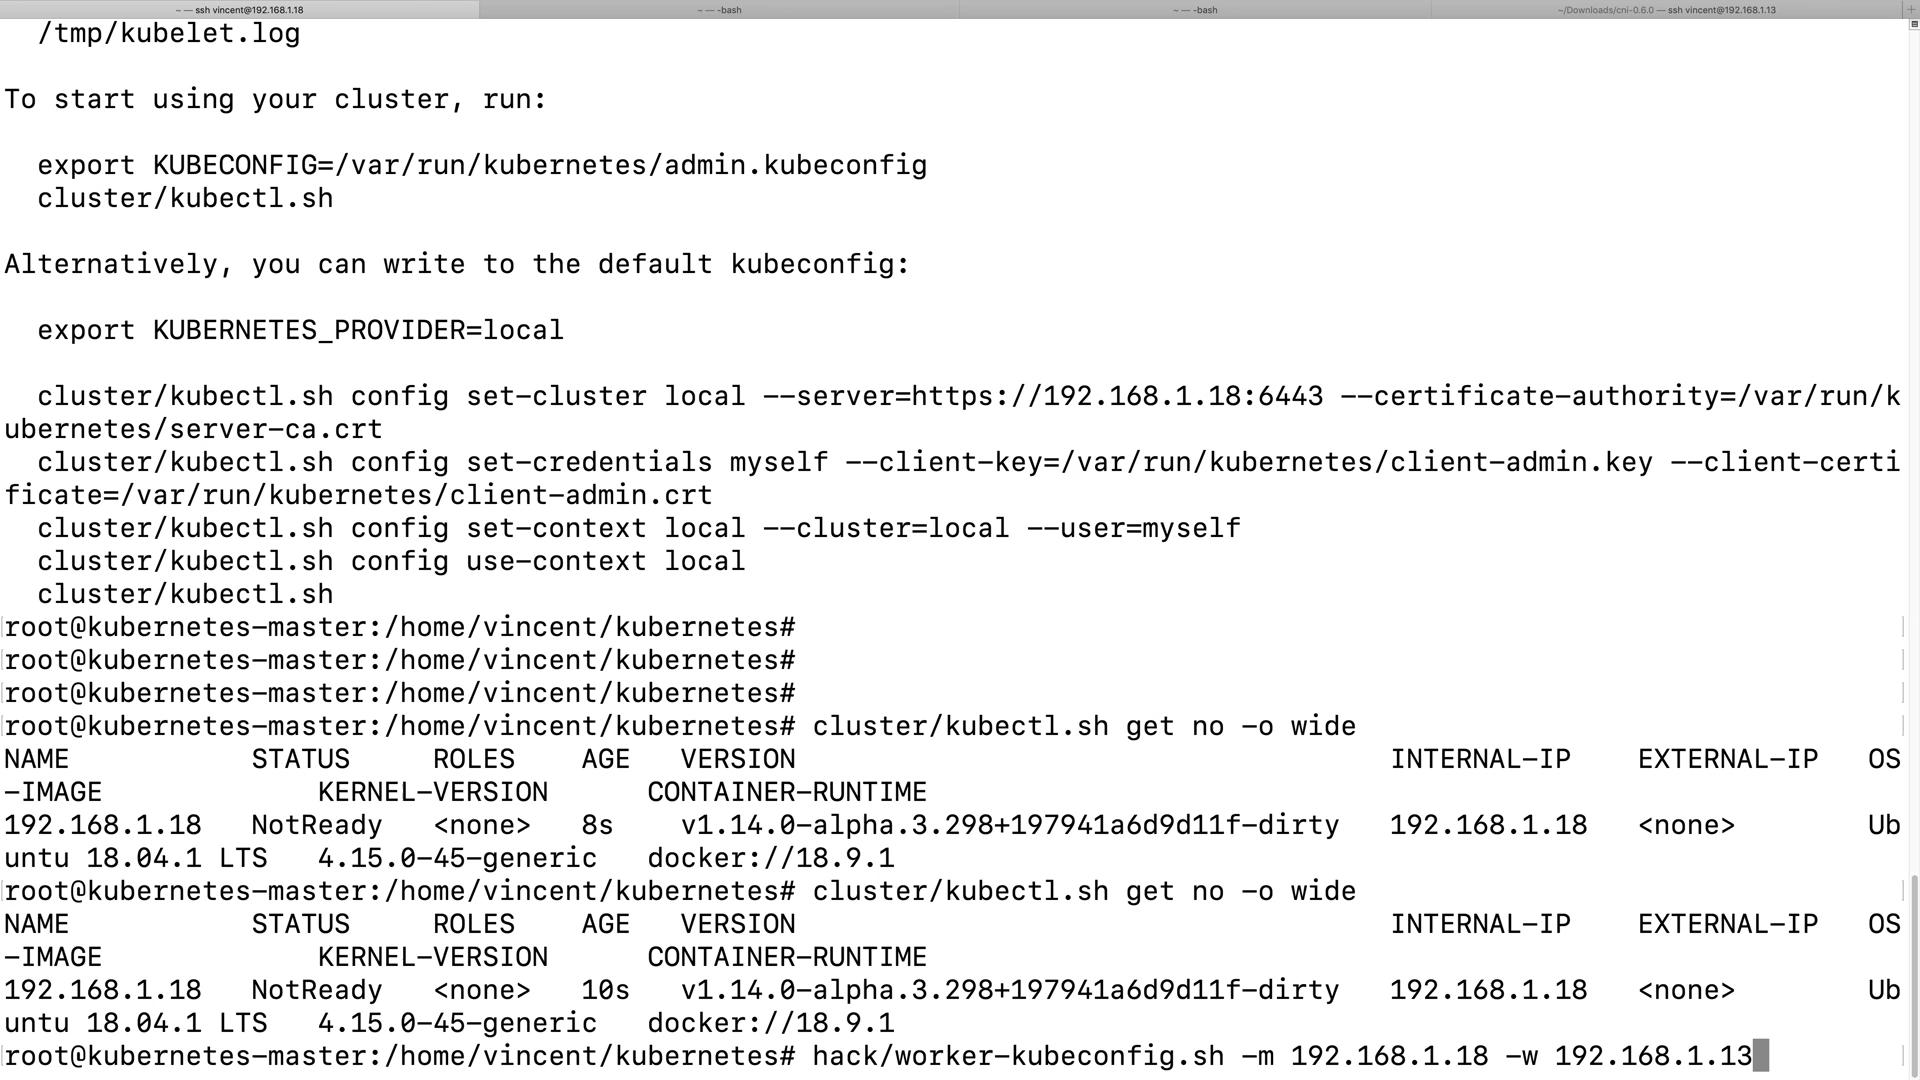 ~ — ssh vincent@192.168.1.18
~ — -bash
~ — -bash
~/Downloads/cni-0.6.0 — ssh vincent@192.168.1.13
/tmp/kubelet.log
To start using your cluster, run:
export KUBECONFIG=/var/run/kubernetes/admin.kubeconfig
cluster/kubectl.sh
Alternatively, you can write to the default kubeconfig:
export KUBERNETES_PROVIDER=local
cluster/kubectl.sh config set-cluster local --server=https://192.168.1.18:6443 --certificate-authority=/var/run/k
ubernetes/server-ca.crt
cluster/kubectl.sh config set-credentials myself --client-key=/var/run/kubernetes/client-admin.key --client-certi
ficate=/var/run/kubernetes/client-admin.crt
cluster/kubectl.sh config set-context local --cluster=local --user=myself
cluster/kubectl.sh config use-context local
cluster/kubectl.sh
root@kubernetes-master:/home/vincent/kubernetes#
root@kubernetes-master:/home/vincent/kubernetes#
root@kubernetes-master:/home/vincent/kubernetes#
root@kubernetes-master:/home/vincent/kubernetes# cluster/kubectl.sh get no -o wide
NAME STATUS ROLES AGE VERSION INTERNAL-IP EXTERNAL-IP OS
-IMAGE KERNEL-VERSION CONTAINER-RUNTIME
192.168.1.18 NotReady <none> 8s v1.14.0-alpha.3.298+197941a6d9d11f-dirty 192.168.1.18 <none> Ub
untu 18.04.1 LTS 4.15.0-45-generic docker://18.9.1
root@kubernetes-master:/home/vincent/kubernetes# cluster/kubectl.sh get no -o wide
NAME STATUS ROLES AGE VERSION INTERNAL-IP EXTERNAL-IP OS
-IMAGE KERNEL-VERSION CONTAINER-RUNTIME
192.168.1.18 NotReady <none> 10s v1.14.0-alpha.3.298+197941a6d9d11f-dirty 192.168.1.18 <none> Ub
untu 18.04.1 LTS 4.15.0-45-generic docker://18.9.1
root@kubernetes-master:/home/vincent/kubernetes# hack/worker-kubeconfig.sh -m 192.168.1.18 -w 192.168.1.13